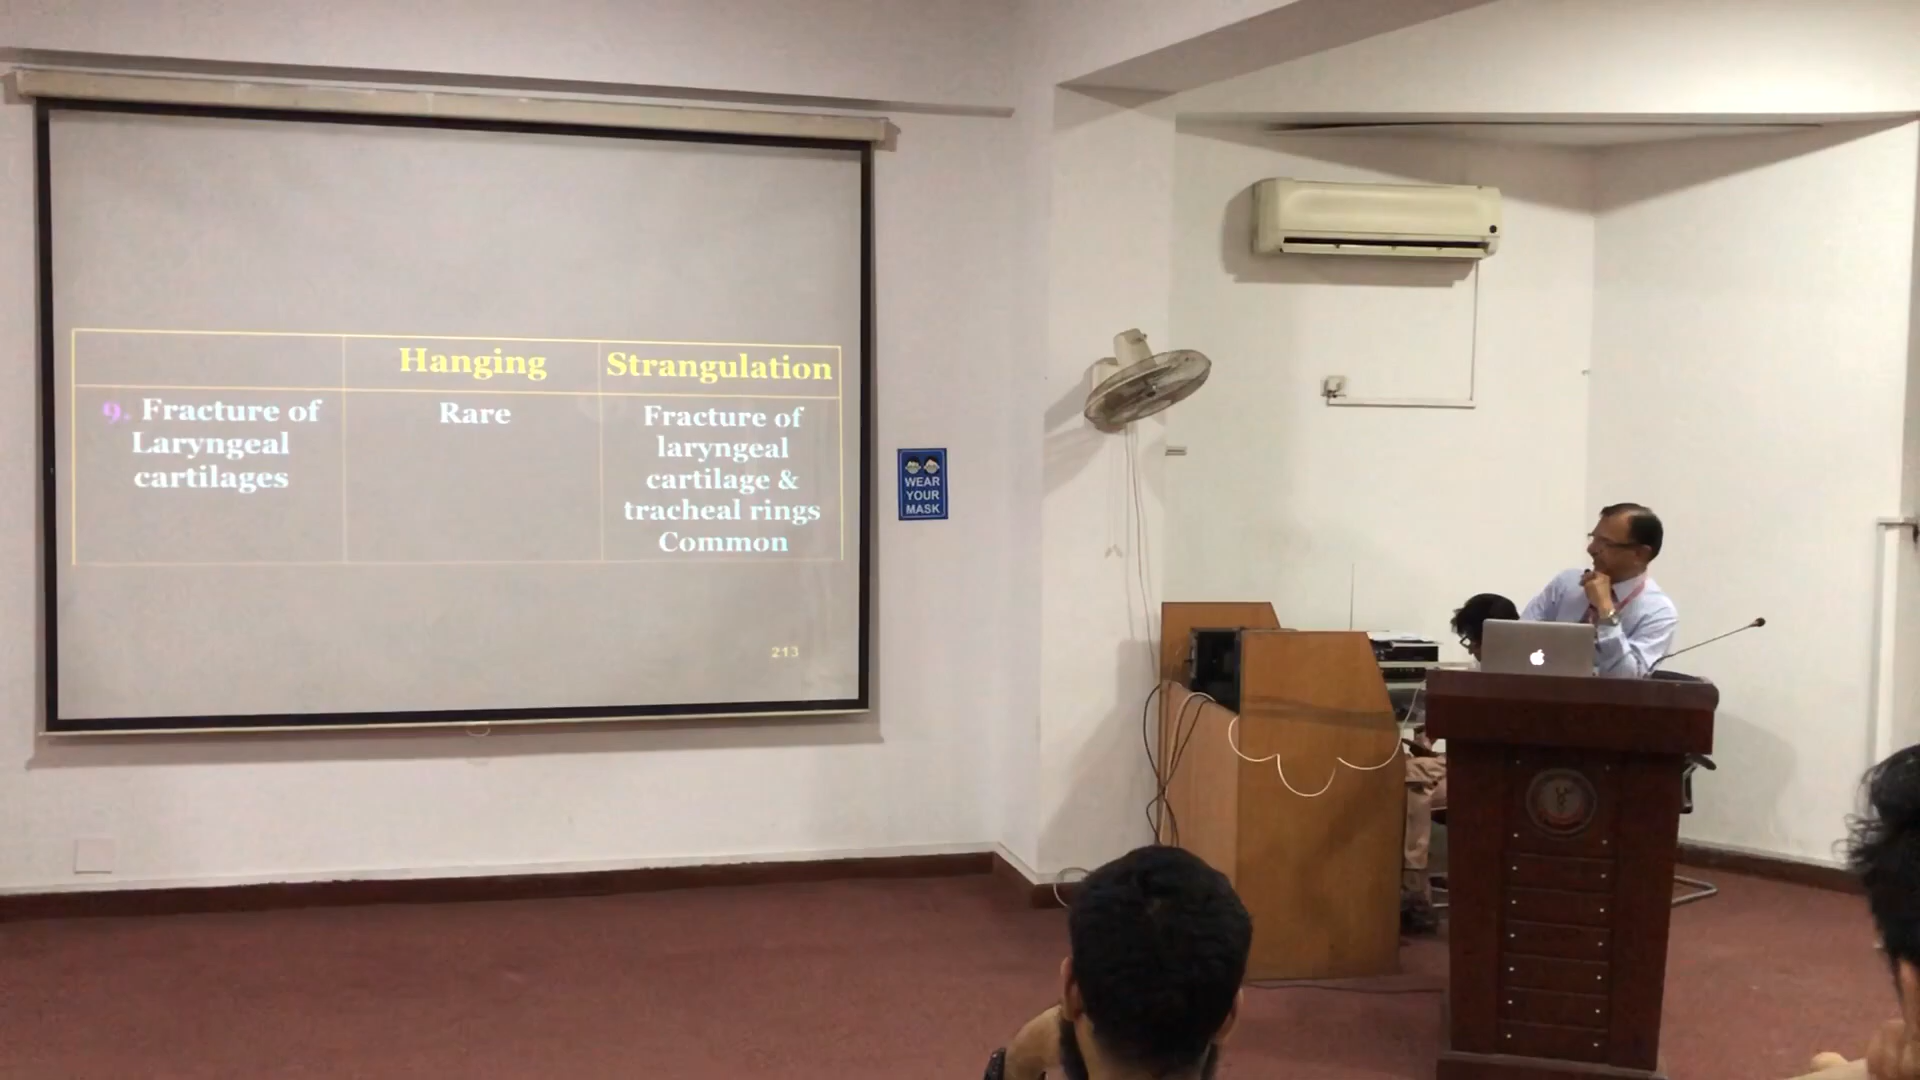 Hanging
Strangulation
9. Fracture of
Laryngeal
cartilages
Rare
Fracture of
laryngeal
cartilage &
tracheal rings
Common
213
WEAR
YOUR
MASK